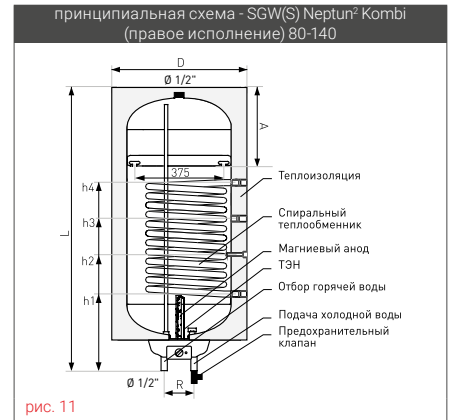 принципиальная схема - SGW(S) Neptun² Kombi
(правое исполнение) 80-140
D
Ø 1/2"
A
375
Теплоизоляция
h4
Спиральный
теплообменник
h3
L
Магниевый анод
h2
ТЭН
Отбор горячей воды
h1
Подача холодной воды
Предохранительный
клапан
Ø 1/2"
R
рис. 11